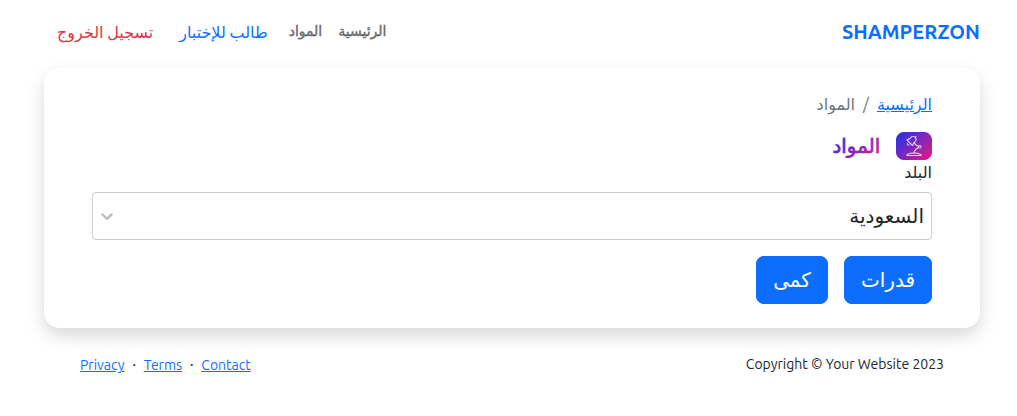 SHAMPERZON
الرئيسية المواد طالب للإختبار تسجيل الخروج
الرئيسية / المواد
المواد
البلد
السعودية
قدرات كمى
Copyright © Your Website 2023
Privacy · Terms · Contact